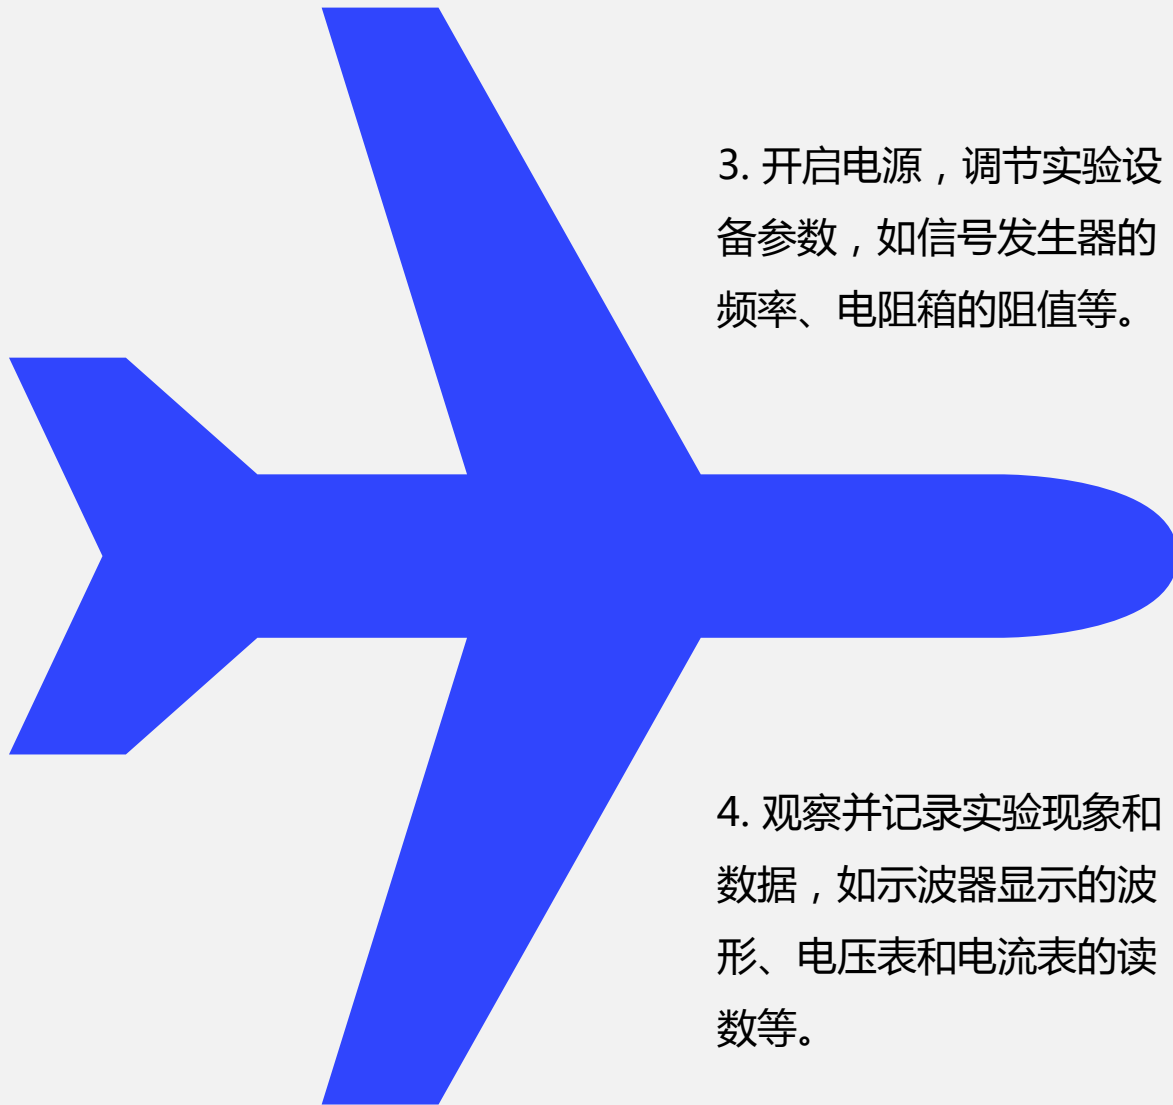 3. 开启电源，调节实验设
备参数，如信号发生器的
频率、电阻箱的阻值等。
4. 观察并记录实验现象和
数据，如示波器显示的波
形、电压表和电流表的读
数等。